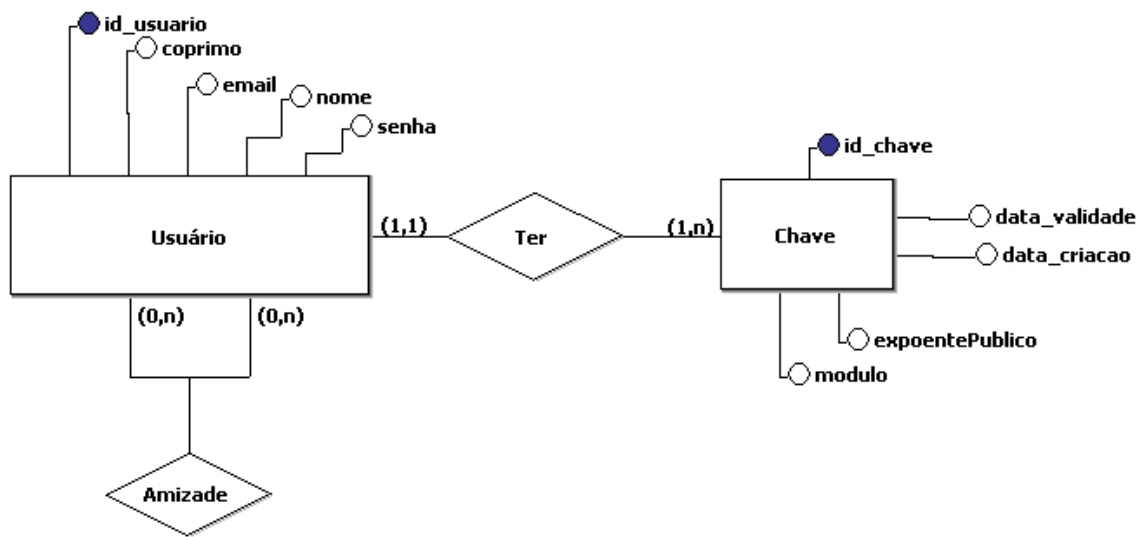 id_usuario
coprimo
email
nome
senha
id_chave
Usuário
(1,1)
Ter
(1,n)
Chave
data_validade
data_criacao
(0,n)
(0,n)
expoentePublico
modulo
Amizade